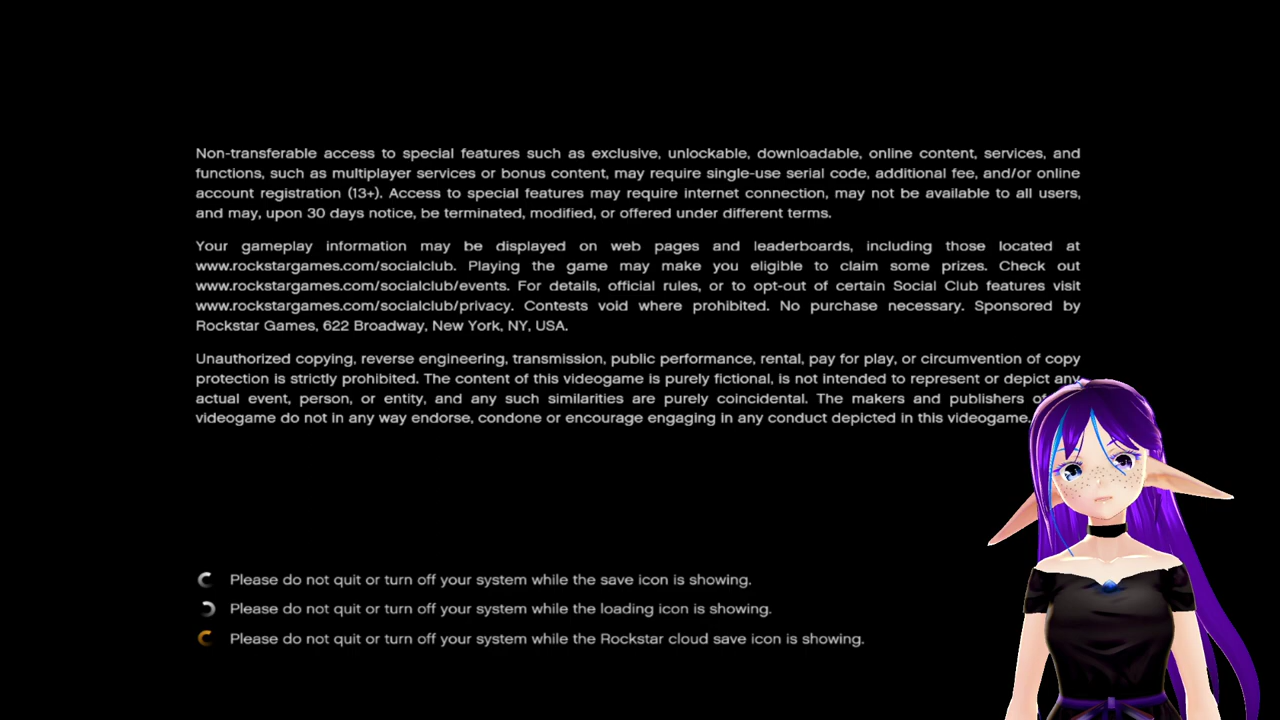 Non-transferable access to special features such as exclusive, unlockable, downloadable, online content, services, and
functions, such as multiplayer services or bonus content, may require single-use serial code, additional fee, and/or online
account registration (13+). Access to special features may require internet connection, may not be available to all users,
and may, upon 30 days notice, be terminated, modified, or offered under different terms.
Your gameplay information may be displayed on web pages and leaderboards, including those located at
www.rockstargames.com/socialclub. Playing the game may make you eligible to claim some prizes. Check out
www.rockstargames.com/socialclub/events. For details, official rules, or to opt-out of certain Social Club features visit
www.rockstargames.com/socialclub/privacy. Contests void where prohibited. No purchase necessary. Sponsored by
Rockstar Games, 622 Broadway, New York, NY, USA.
Unauthorized copying, reverse engineering, transmission, public performance, rental, pay for play, or circumvention of copy
protection is strictly prohibited. The content of this videogame is purely fictional, is not intended to represent or depict any
actual event, person, or entity, and any such similarities are purely coincidental. The makers and publishers
videogame do not in any way endorse, condone or encourage engaging in any conduct depicted in this videogame.
Please do not quit or turn off your system while the save icon is showing.
Please do not quit or turn off your system while the loading icon is showing.
Please do not quit or turn off your system while the Rockstar cloud save icon is showing.